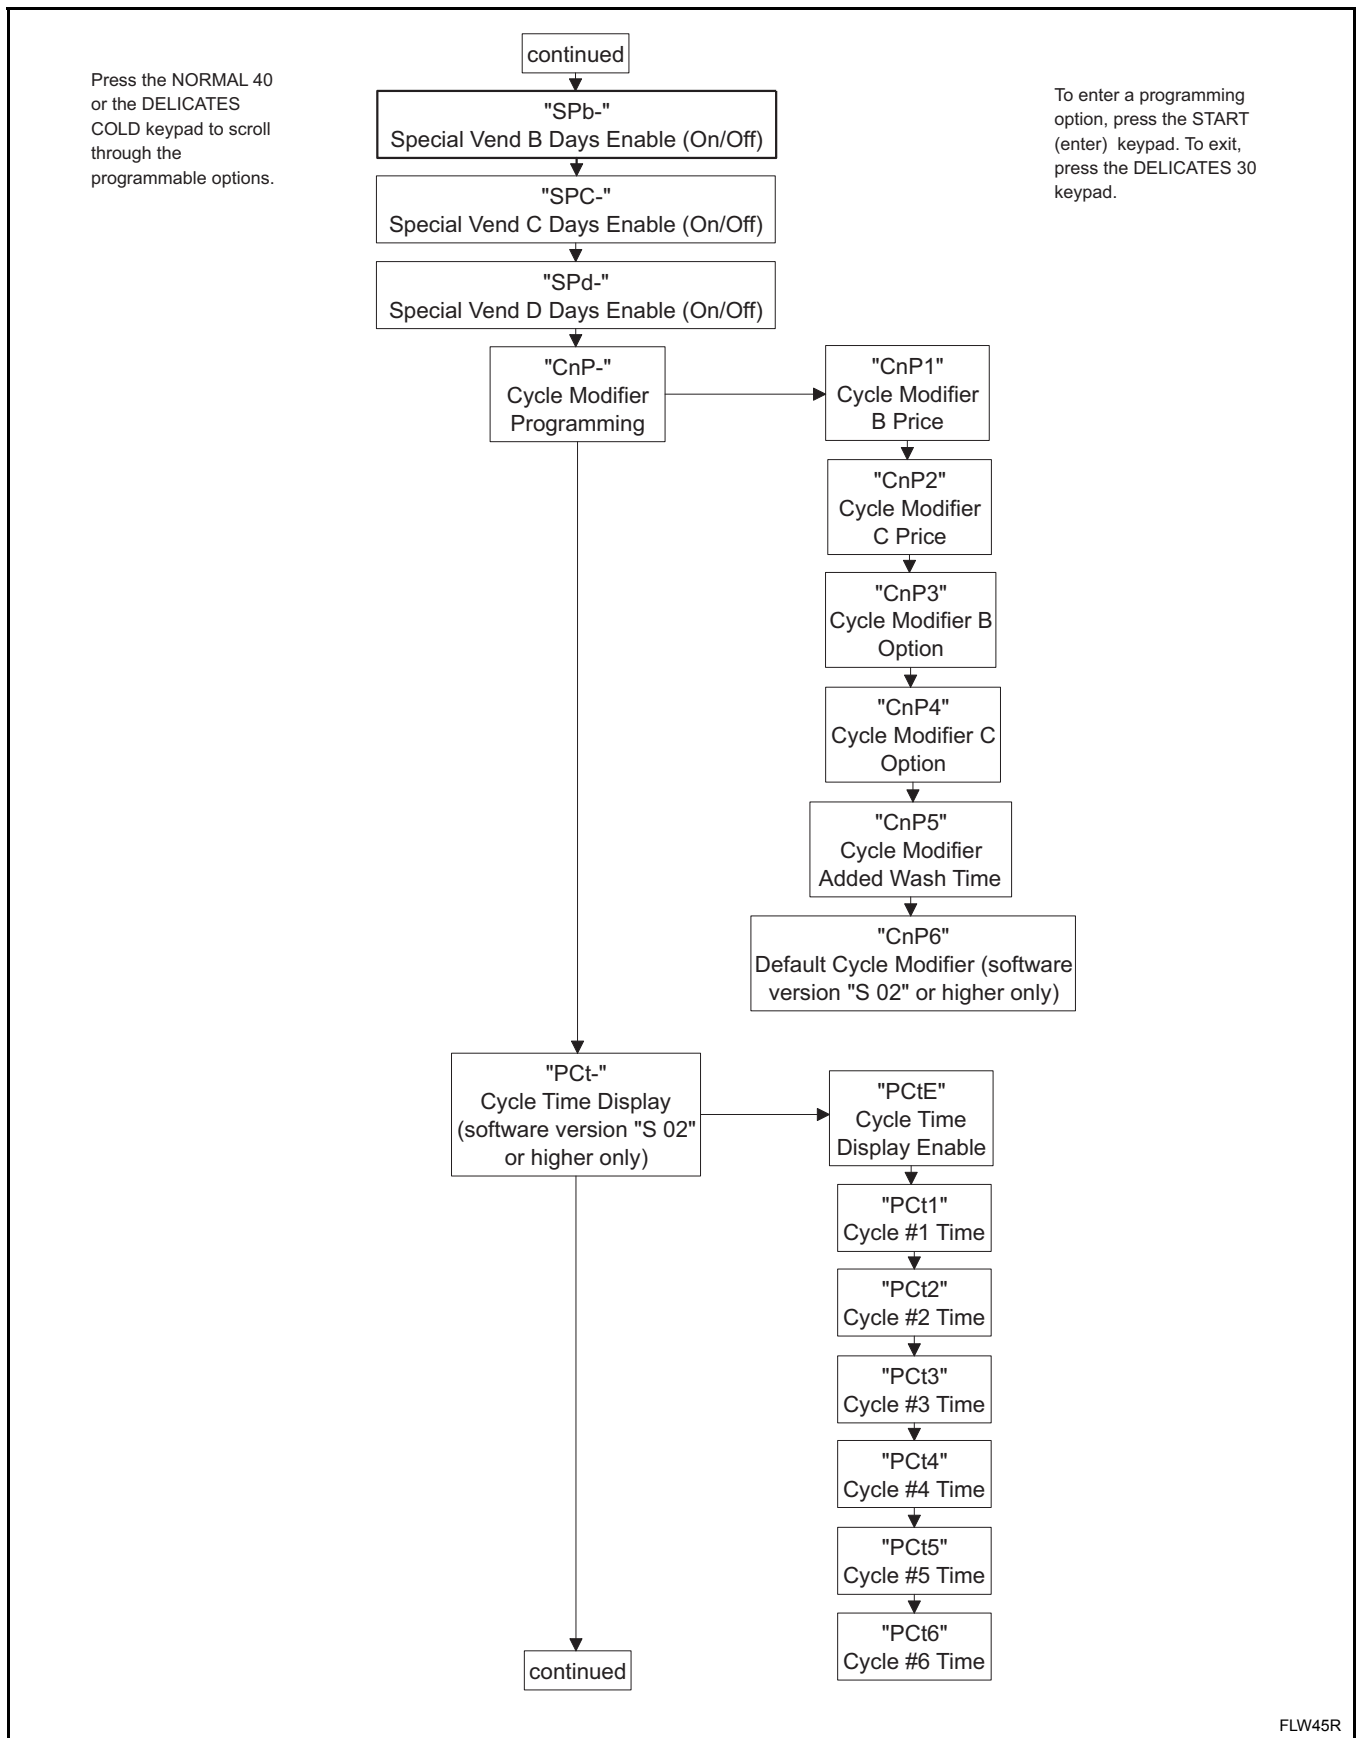 continued
Press the NORMAL 40
or the DELICATES
COLD keypad to scroll
through the
programmable options.
To enter a programming
option, press the START
(enter) keypad. To exit,
press the DELICATES 30
keypad.
"SPb-"
Special Vend B Days Enable (On/Off)
"SPC-"
Special Vend C Days Enable (On/Off)
"SPd-"
Special Vend D Days Enable (On/Off)
"CnP-"
Cycle Modifier
Programming
"CnP1"
Cycle Modifier
B Price
"CnP2"
Cycle Modifier
C Price
"CnP3"
Cycle Modifier B
Option
"CnP4"
Cycle Modifier C
Option
"CnP5"
Cycle Modifier
Added Wash Time
"CnP6"
Default Cycle Modifier (software
version "S 02" or higher only)
"PCt-"
Cycle Time Display
(software version "S 02"
or higher only)
"PCtE"
Cycle Time
Display Enable
"PCt1"
Cycle #1 Time
"PCt2"
Cycle #2 Time
"PCt3"
Cycle #3 Time
"PCt4"
Cycle #4 Time
"PCt5"
Cycle #5 Time
"PCt6"
Cycle #6 Time
continued
FLW45R